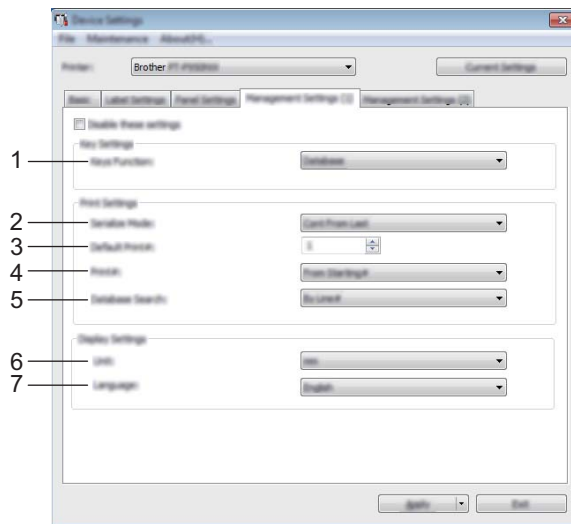 Device Settings
File Maintenance
Printer: Brother Current Settings
Basic Label Settings Panel Settings Management Settings (1) Management Settings (2)
Disable these settings
Key Settings
1 Keys Function: Database
Print Settings
2 Serialize Mode: Cont From Last
3 Default Print#: 1
4 Print#: From Starting#
5 Database Search: By Line#
Display Settings
6 Unit: mm
7 Language: English
Apply Exit